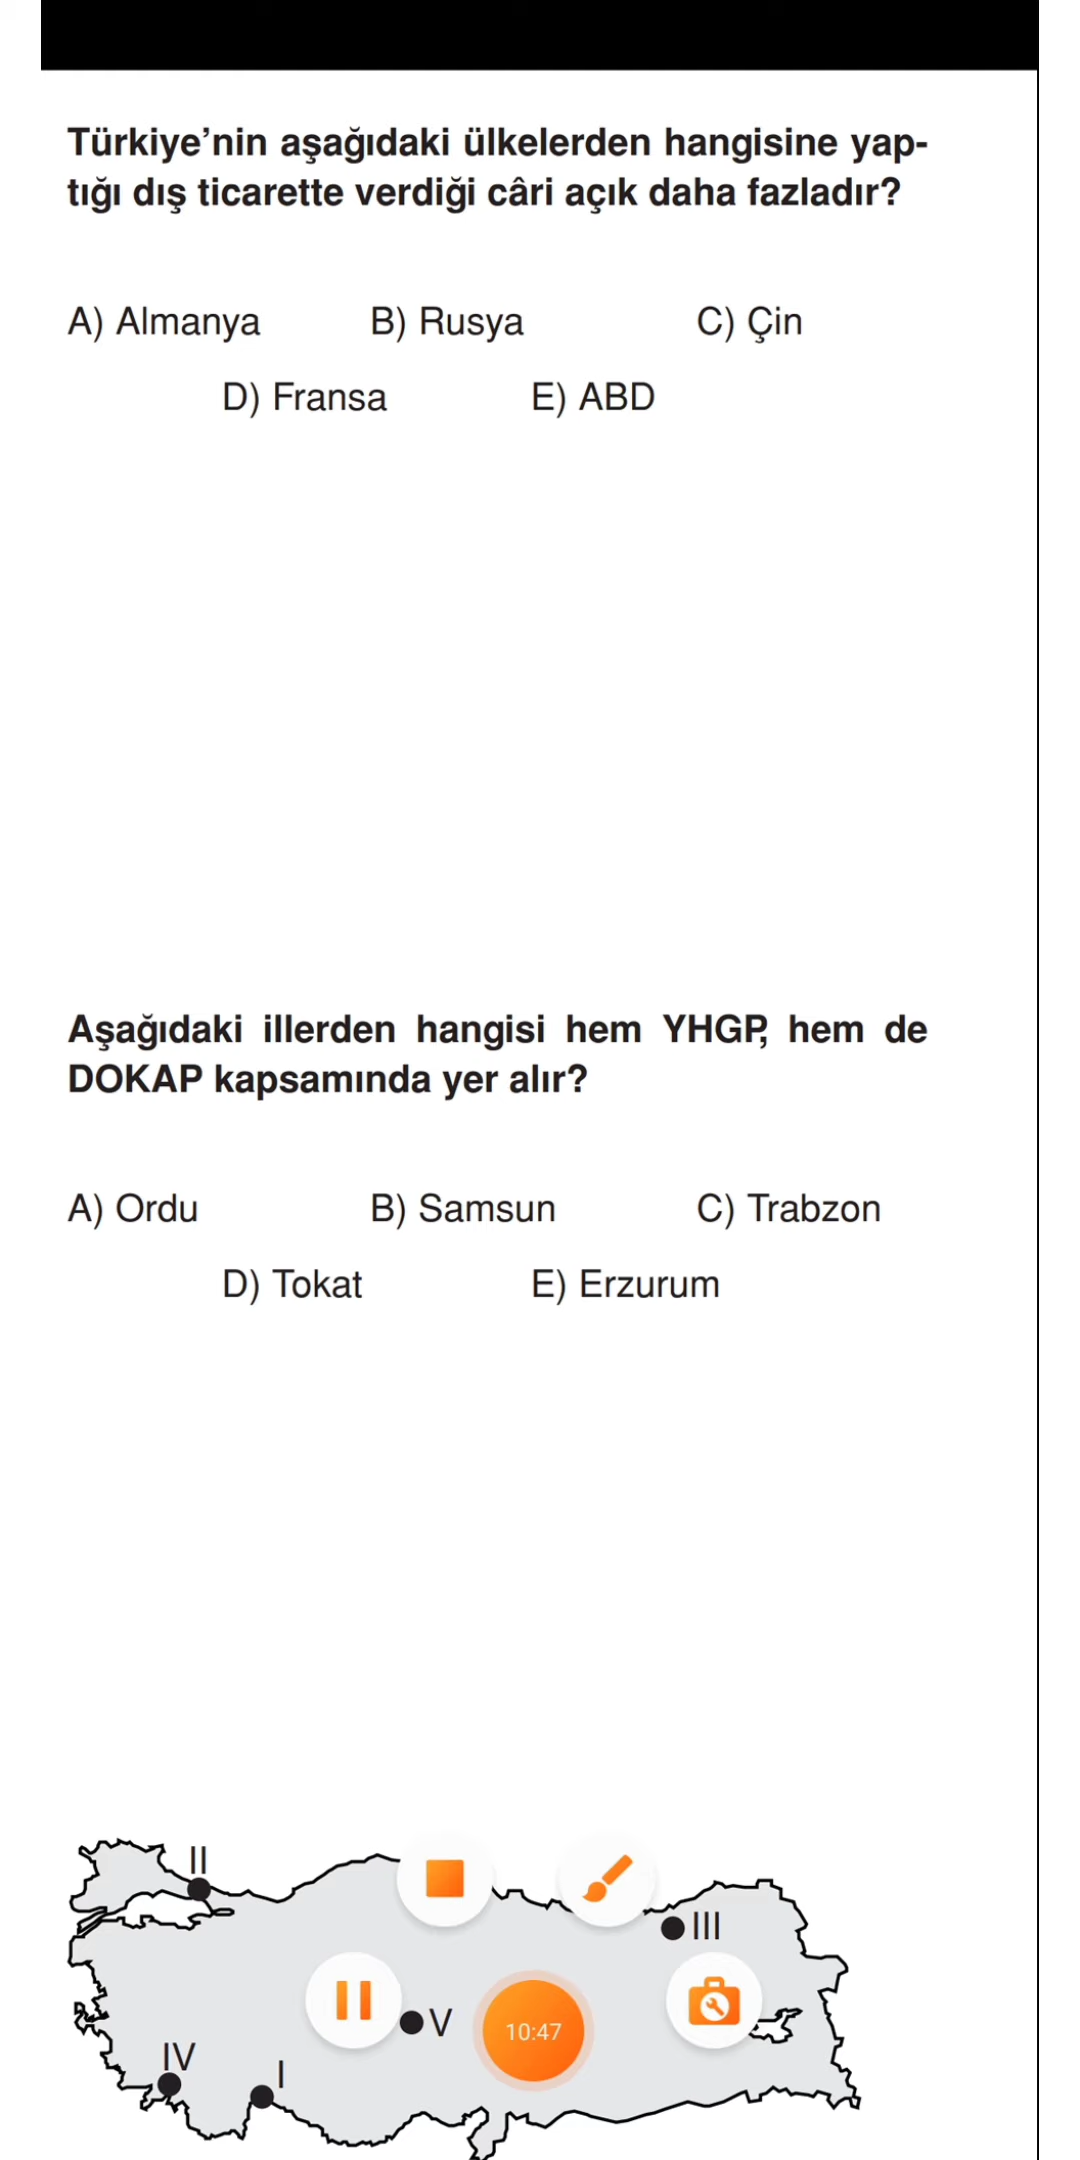 Türkiye’nin aşağıdaki ülkelerden hangisine yap-
tığı dış ticarette verdiği câri açık daha fazladır?
A) Almanya B) Rusya C) Çin
D) Fransa E) ABD
Aşağıdaki illerden hangisi hem YHGP, hem de
DOKAP kapsamında yer alır?
A) Ordu B) Samsun C) Trabzon
D) Tokat E) Erzurum
II
III
V
10:47
IV
I